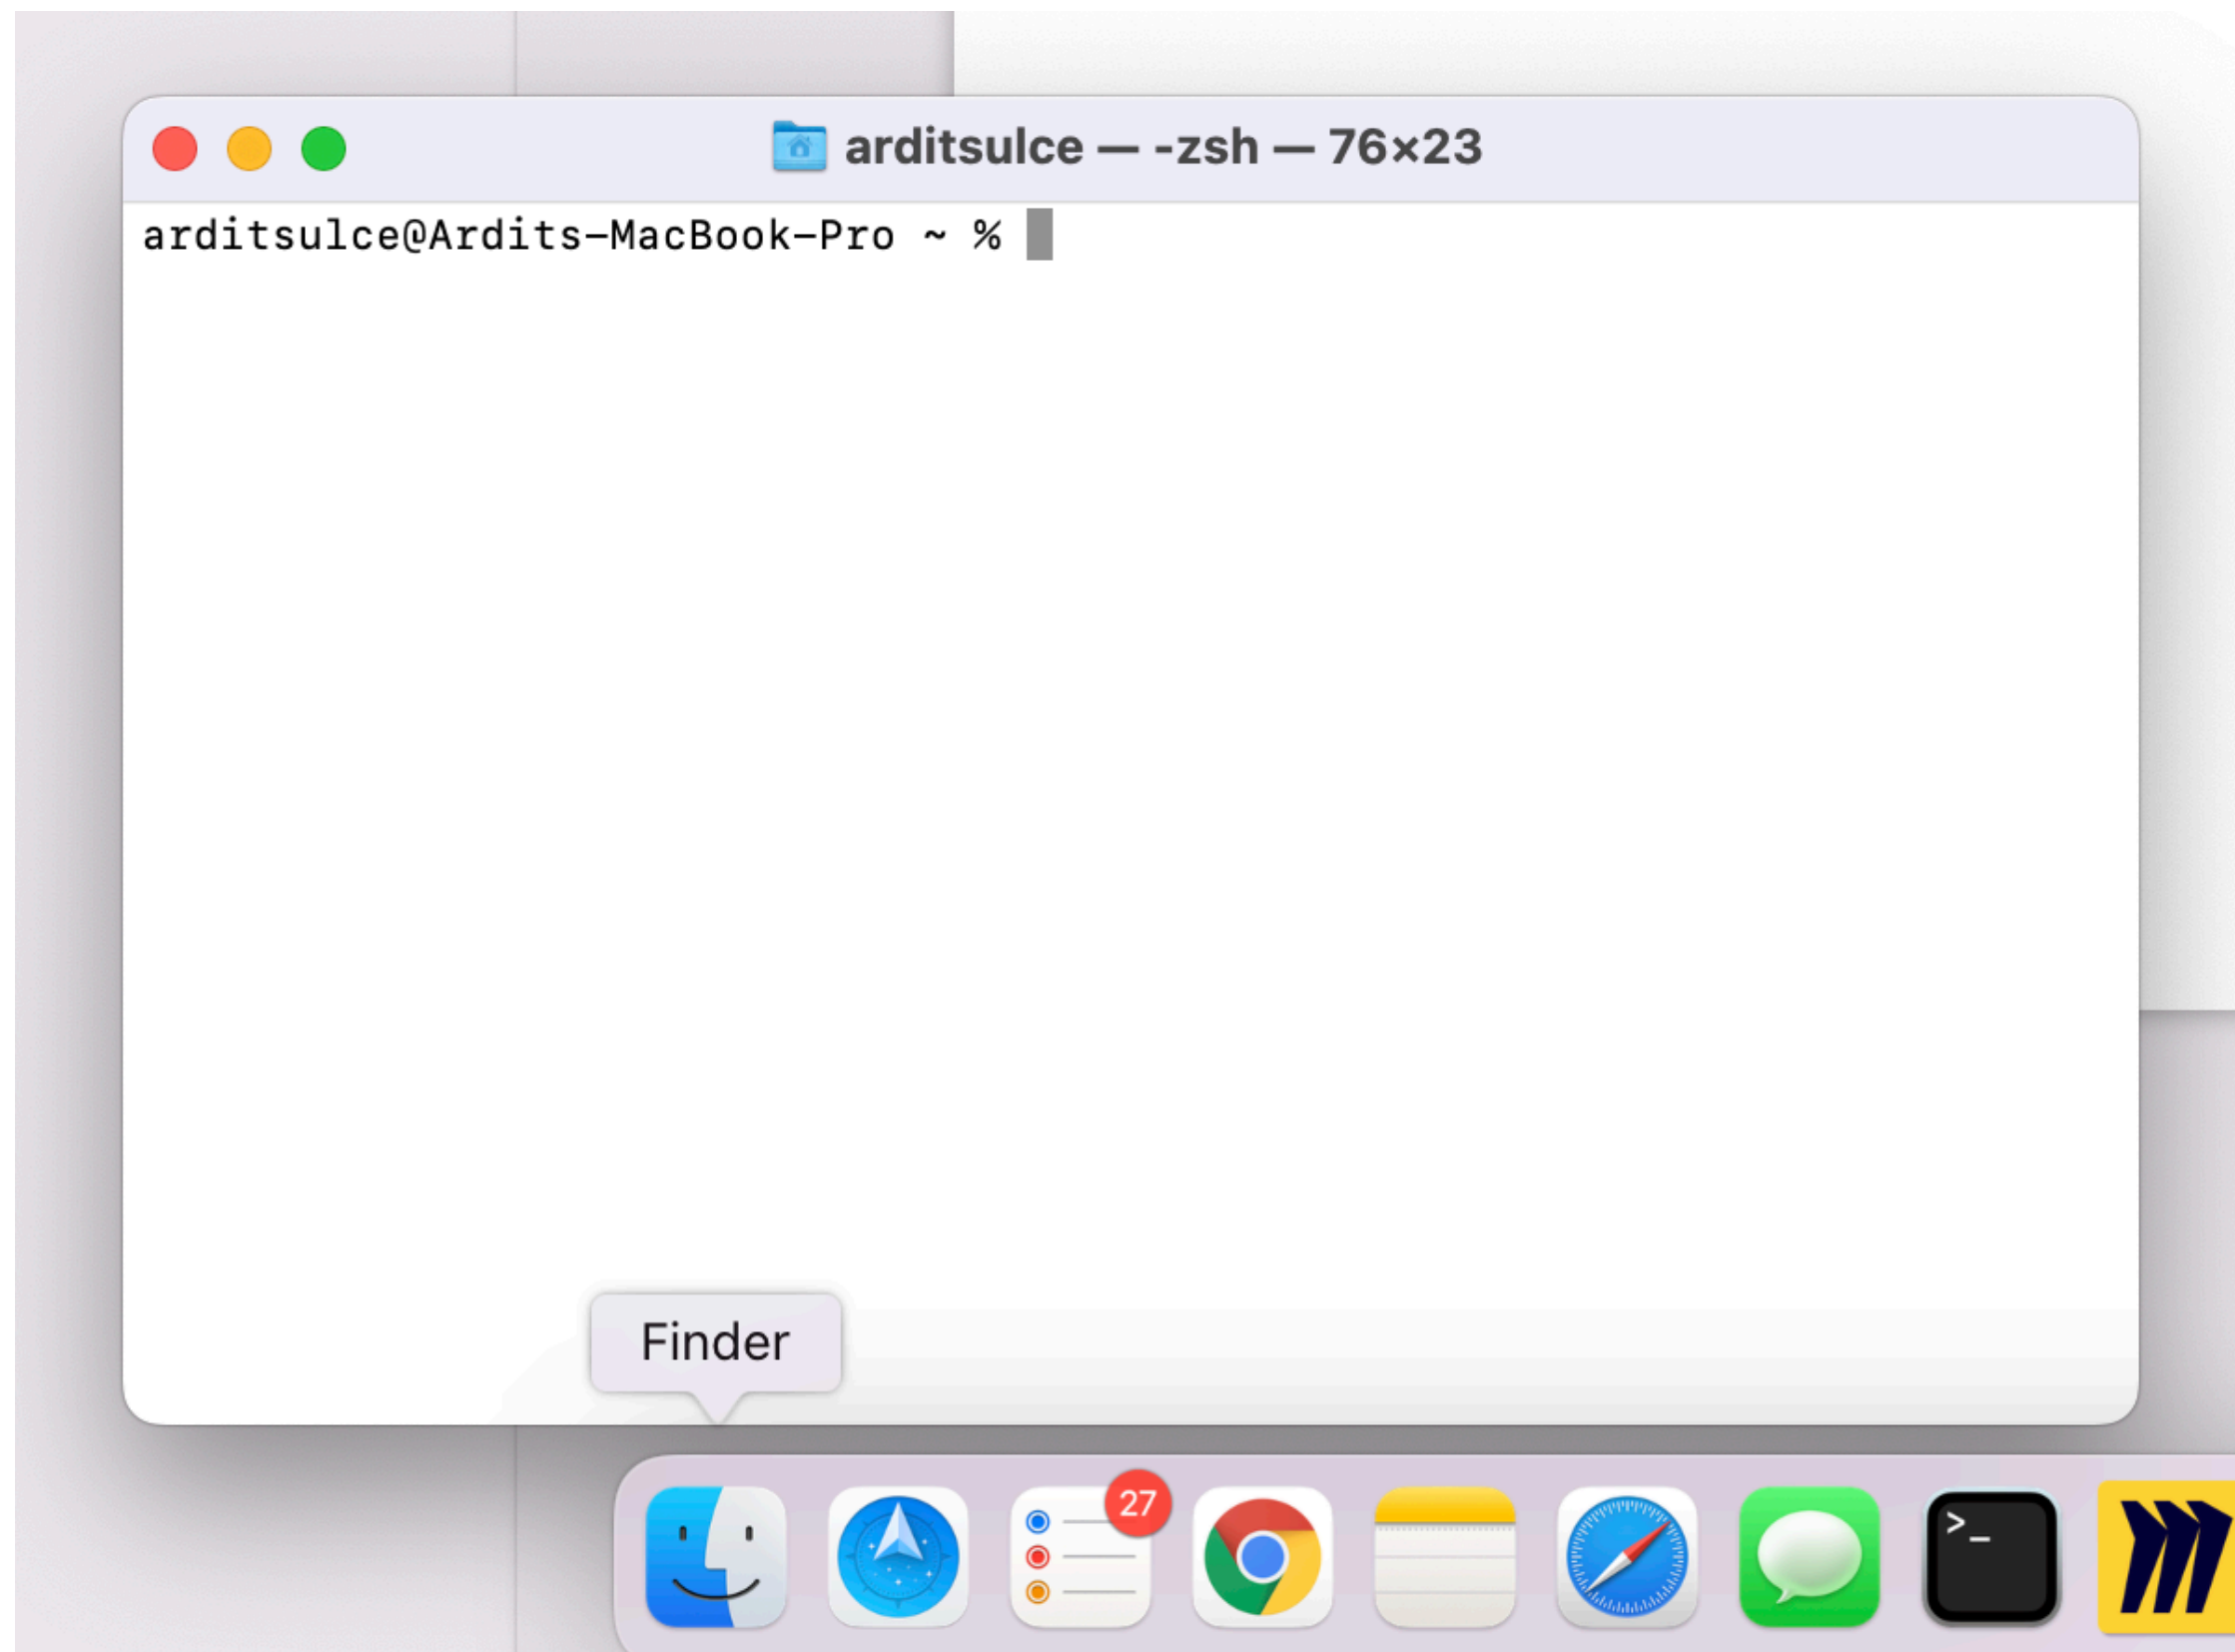 arditsulce — -zsh — 76×23
arditsulce@Ardits-MacBook-Pro ~ %
Finder
27
>_